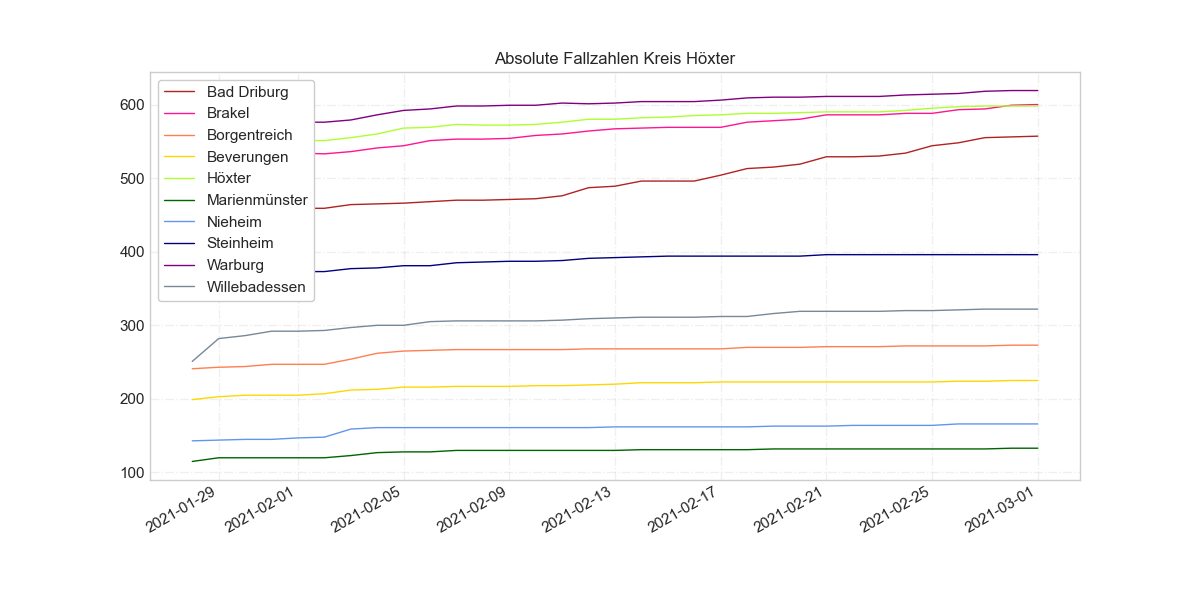 Absolute Fallzahlen Kreis Höxter
Bad Driburg
Brakel
Borgentreich
Beverungen
Höxter
Marienmünster
Nieheim
Steinheim
Warburg
Willebadessen
600
500
400
300
200
100
2021-01-29
2021-02-01
2021-02-05
2021-02-09
2021-02-13
2021-02-17
2021-02-21
2021-02-25
2021-03-01